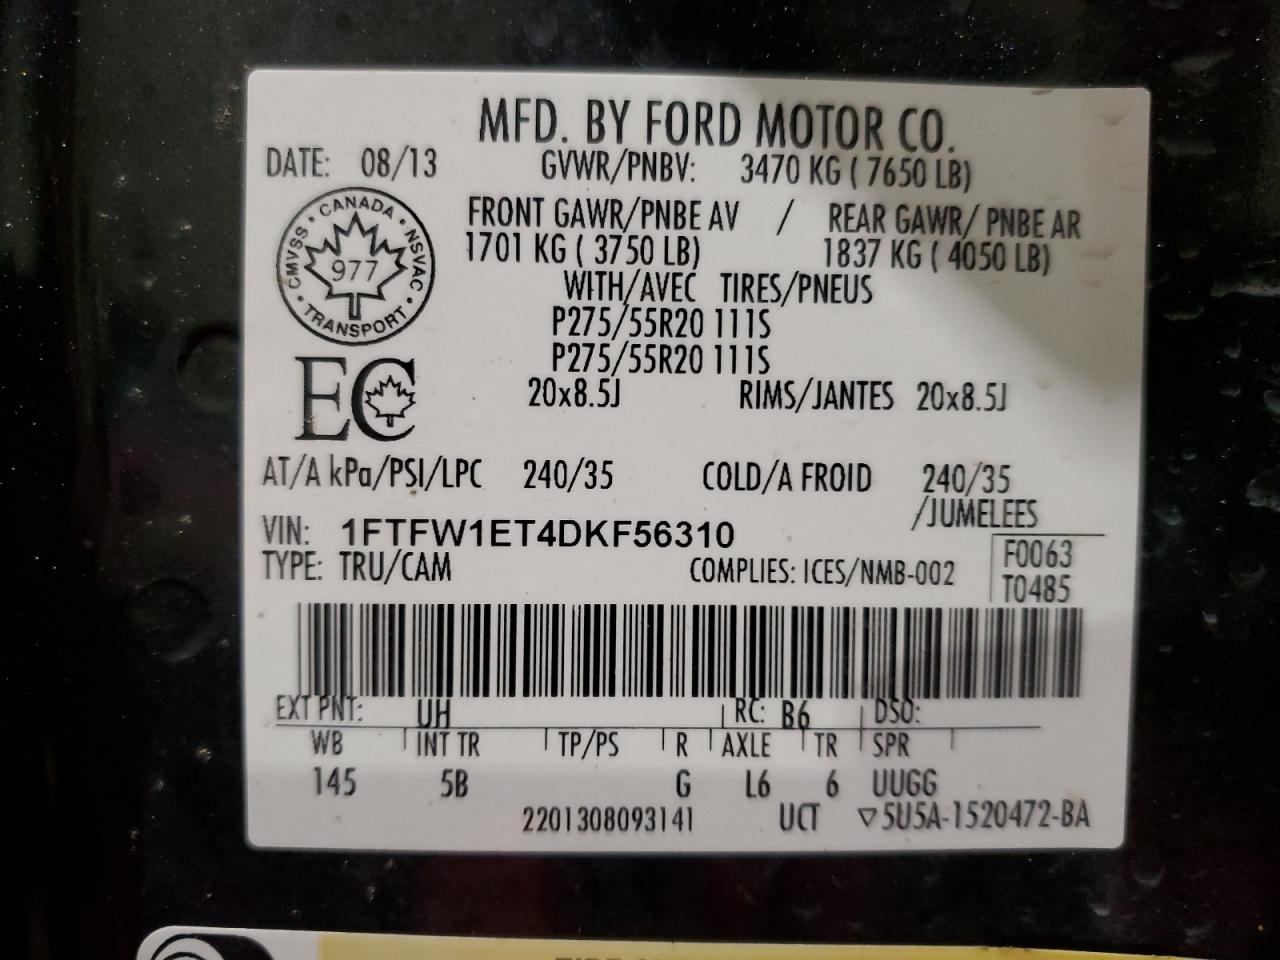 MFD. BY FORD MOTOR CO.
DATE: 08/13 GVWR/PNBV: 3470 KG ( 7650 LB)
FRONT GAWR/PNBE AV / REAR GAWR/ PNBE AR
1701 KG ( 3750 LB) 1837 KG ( 4050 LB)
WITH/AVEC TIRES/PNEUS
P275/55R20 111S
P275/55R20 111S
20x8.5J RIMS/JANTES 20x8.5J
CANADA
CMVSS • NSVAC
977
TRANSPORT
EC
AT/A kPa/PSI/LPC 240/35 COLD/A FROID 240/35
/JUMELEES
VIN: 1FTFW1ET4DKF56310
TYPE: TRU/CAM COMPLIES: ICES/NMB-002
F0063
T0485
EXT PNT: UH RC: B6 DSO:
WB INT TR TP/PS R AXLE TR SPR
145 5B G L6 6 UUGG
2201308093141 UCT ▽5U5A-1520472-BA